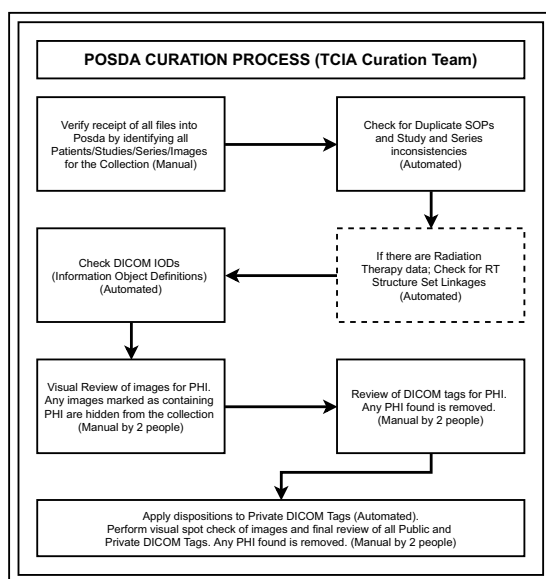 POSDA CURATION PROCESS (TCIA Curation Team)
Verify receipt of all files into
Posda by identifying all
Patients/Studies/Series/Images
for the Collection (Manual)
Check for Duplicate SOPs
and Study and Series
inconsistencies
(Automated)
If there are Radiation
Therapy data; Check for RT
Structure Set Linkages
(Automated)
Check DICOM IODs
(Information Object Definitions)
(Automated)
Visual Review of images for PHI.
Any images marked as containing
PHI are hidden from the collection
(Manual by 2 people)
Review of DICOM tags for PHI.
Any PHI found is removed.
(Manual by 2 people)
Apply dispositions to Private DICOM Tags (Automated).
Perform visual spot check of images and final review of all Public and
Private DICOM Tags. Any PHI found is removed. (Manual by 2 people)